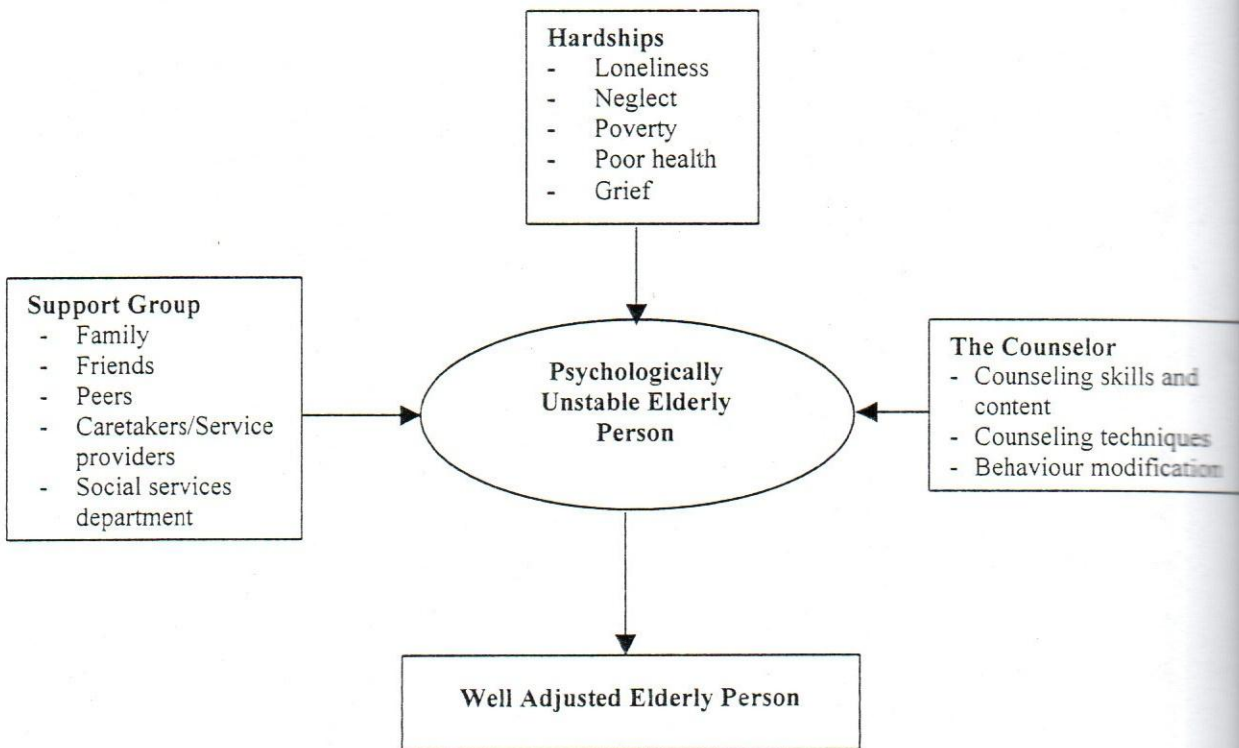 Hardships
- Loneliness
- Neglect
- Poverty
- Poor health
- Grief
Support Group
- Family
- Friends
- Peers
- Caretakers/Service
providers
- Social services
department
Psychologically
Unstable Elderly
Person
The Counselor
- Counseling skills and
content
- Counseling techniques
- Behaviour modification
Well Adjusted Elderly Person